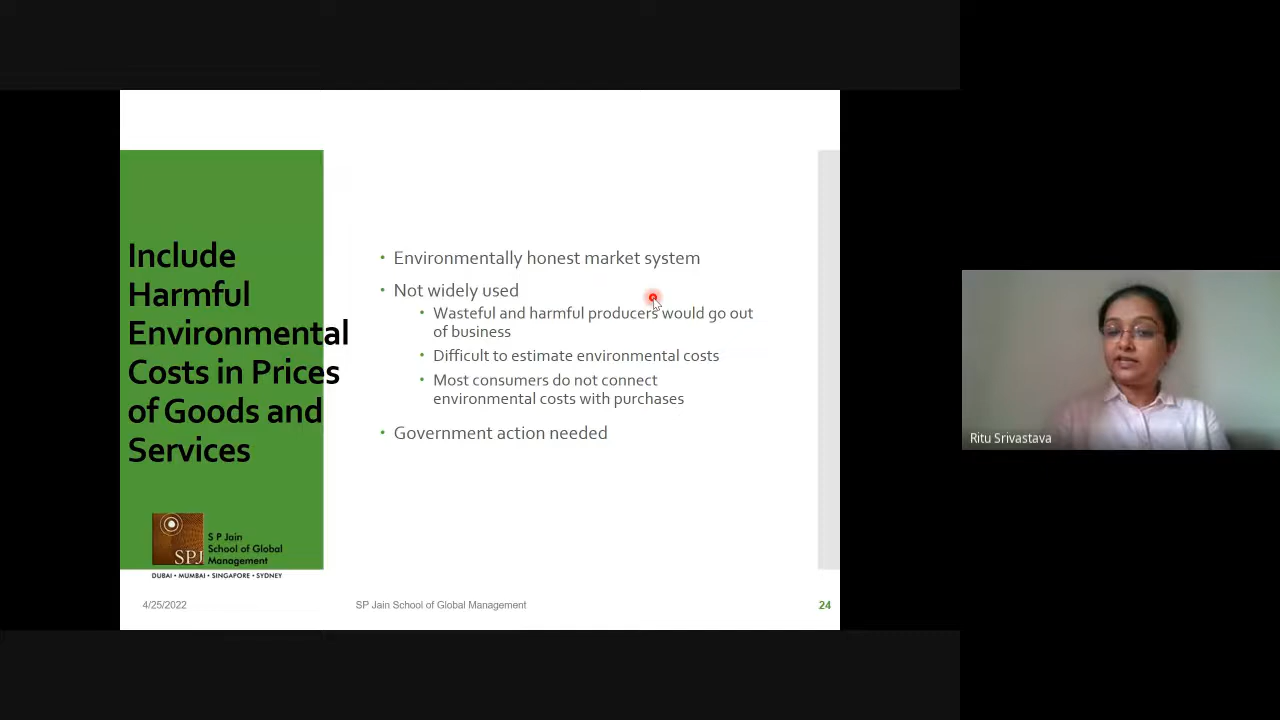 Include
Harmful
Environmental
Costs in Prices
of Goods and
Services
• Environmentally honest market system
• Not widely used
• Wasteful and harmful producers would go out
of business
• Difficult to estimate environmental costs
• Most consumers do not connect
environmental costs with purchases
• Government action needed
SPJ
S P Jain
School of Global
Management
DUBAI • MUMBAI • SINGAPORE • SYDNEY
4/25/2022
SP Jain School of Global Management
24
Ritu Srivastava